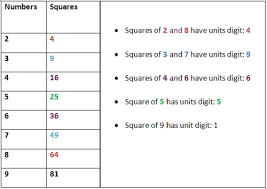 Numbers Squares
2 4
3 9
4 16
5 25
6 36
7 49
8 64
9 81
• Squares of 2 and 8 have units digit: 4
• Squares of 3 and 7 have units digit: 9
• Squares of 4 and 6 have units digit: 6
• Square of 5 has units digit: 5
• Square of 9 has unit digit: 1